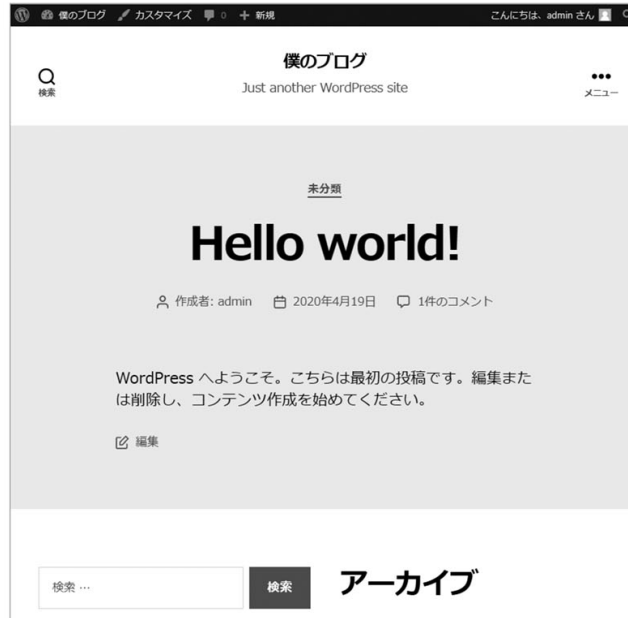 僕のブログ カスタマイズ 0 新規 こんにちは、admin さん
僕のブログ
Just another WordPress site
検索
メニュー
未分類
Hello world!
作成者: admin 2020年4月19日 1件のコメント
WordPress へようこそ。こちらは最初の投稿です。編集また
は削除し、コンテンツ作成を始めてください。
編集
検索 … 検索 アーカイブ